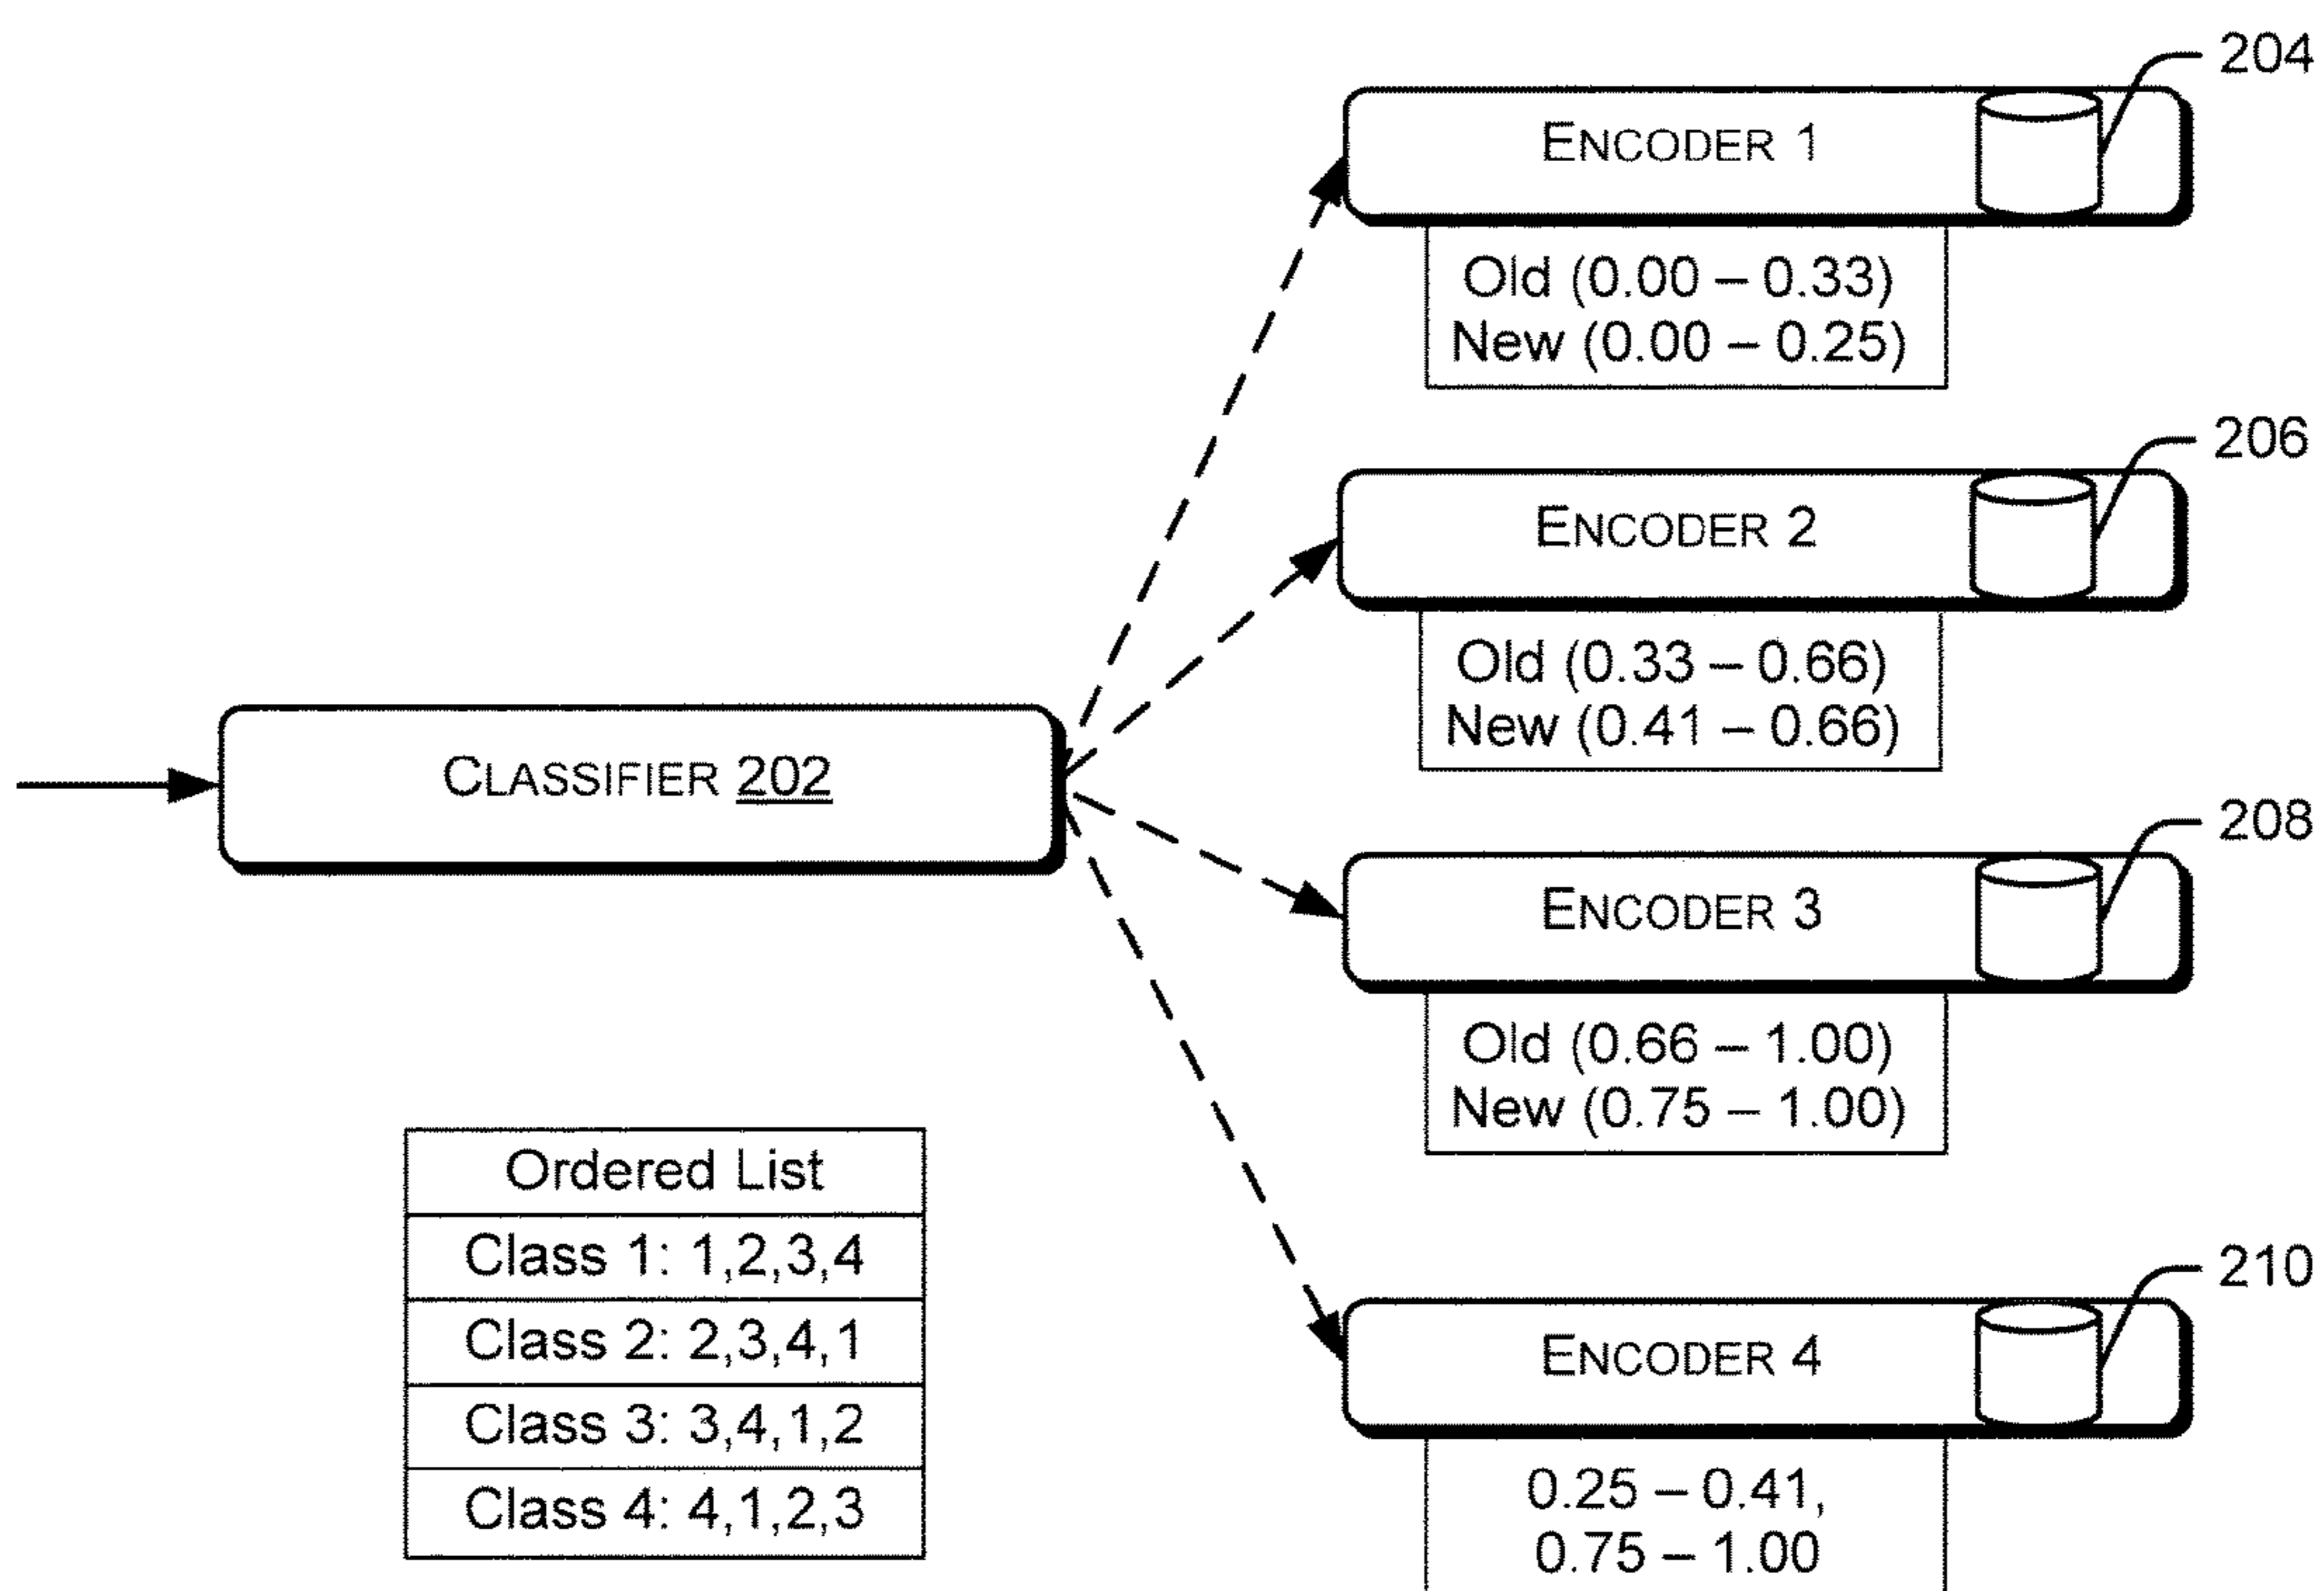 204
ENCODER 1
Old (0.00 – 0.33)
New (0.00 – 0.25)
206
ENCODER 2
Old (0.33 – 0.66)
New (0.41 – 0.66)
CLASSIFIER 202
208
ENCODER 3
Old (0.66 – 1.00)
New (0.75 – 1.00)
Ordered List
Class 1: 1,2,3,4
Class 2: 2,3,4,1
Class 3: 3,4,1,2
Class 4: 4,1,2,3
210
ENCODER 4
0.25 – 0.41,
0.75 – 1.00